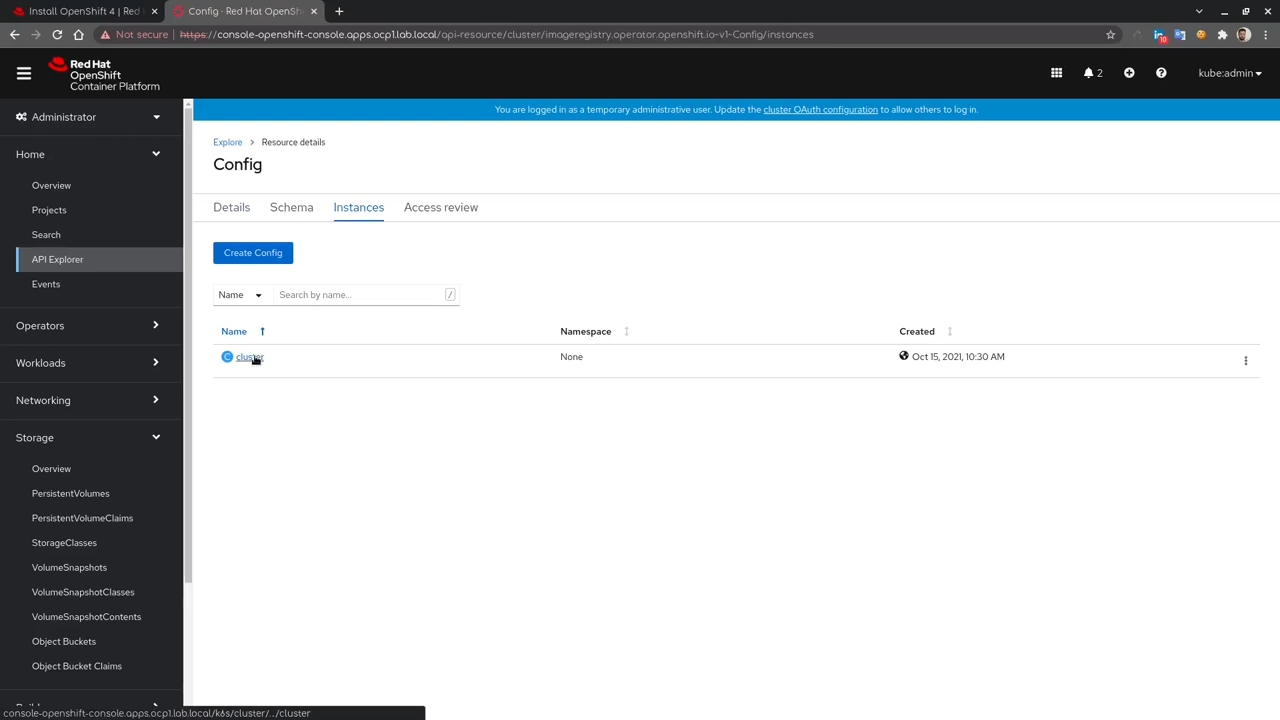 Install OpenShift 4 | Red
Config · Red Hat OpenSh
Not secure | https://console-openshift-console.apps.ocp1.lab.local/api-resource/cluster/imageregistry.operator.openshift.io~v1~Config/instances
10
Red Hat
OpenShift
Container Platform
2
kube:admin
You are logged in as a temporary administrative user. Update the cluster OAuth configuration to allow others to log in.
Administrator
Home
Overview
Projects
Search
API Explorer
Events
Operators
Workloads
Networking
Storage
Overview
PersistentVolumes
PersistentVolumeClaims
StorageClasses
VolumeSnapshots
VolumeSnapshotClasses
VolumeSnapshotContents
Object Buckets
Object Bucket Claims
Explore > Resource details
Config
Details Schema Instances Access review
Create Config
Name Search by name... /
Name Namespace Created
C cluster None Oct 15, 2021, 10:30 AM
console-openshift-console.apps.ocp1.lab.local/k8s/cluster/../cluster